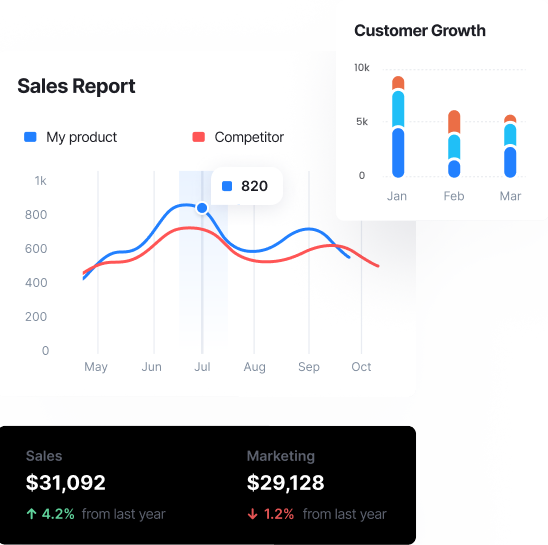 Customer Growth
10k
5k
0
Jan Feb Mar
Sales Report
My product Competitor
820
1k
800
600
400
200
0
May Jun Jul Aug Sep Oct
Sales Marketing
$31,092 $29,128
↑ 4.2% from last year ↓ 1.2% from last year